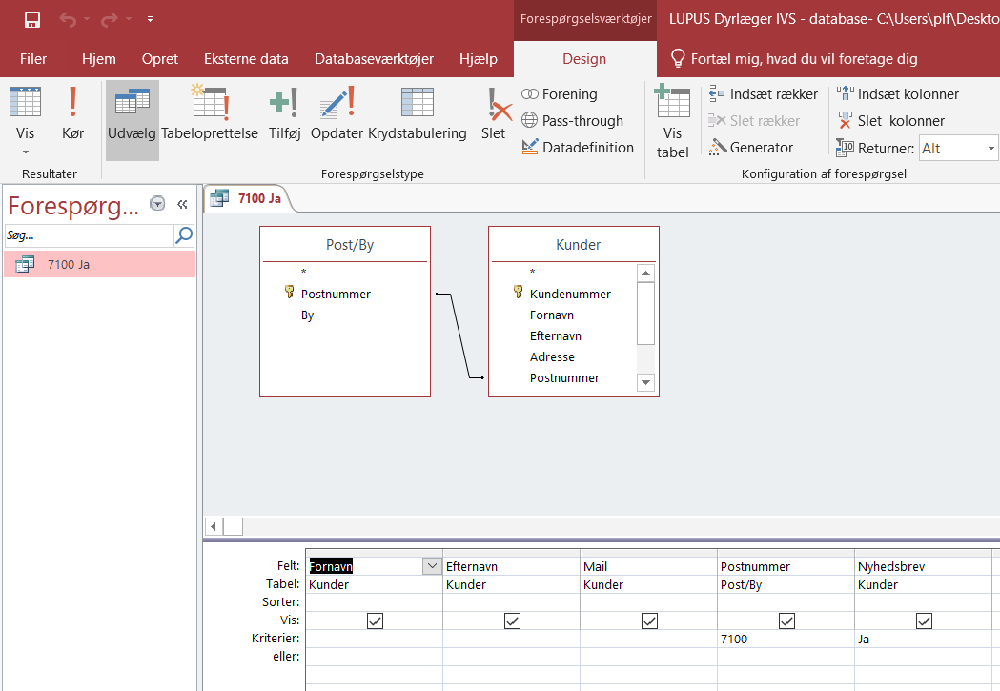 Forespørgselsværktøjer
LUPUS Dyrlæger IVS - database- C:\Users\plf\Deskto
Filer Hjem Opret Eksterne data Databaseværktøjer Hjælp Design Fortæl mig, hvad du vil foretage dig
Vis Kør Udvælg Tabeloprettelse Tilføj Opdater Krydstabulering Slet
Forening
Pass-through
Datadefinition
Vis
tabel
Indsæt rækker
Slet rækker
Generator
Indsæt kolonner
Slet kolonner
Returner: Alt
Resultater Forespørgselstype Konfiguration af forespørgsel
Forespørg... «
Søg...
7100 Ja
7100 Ja
Post/By
*
Postnummer
By
Kunder
*
Kundenummer
Fornavn
Efternavn
Adresse
Postnummer
Felt: Fornavn Efternavn Mail Postnummer Nyhedsbrev
Tabel: Kunder Kunder Kunder Post/By Kunder
Sorter:
Vis:
Kriterier: 7100 Ja
eller: